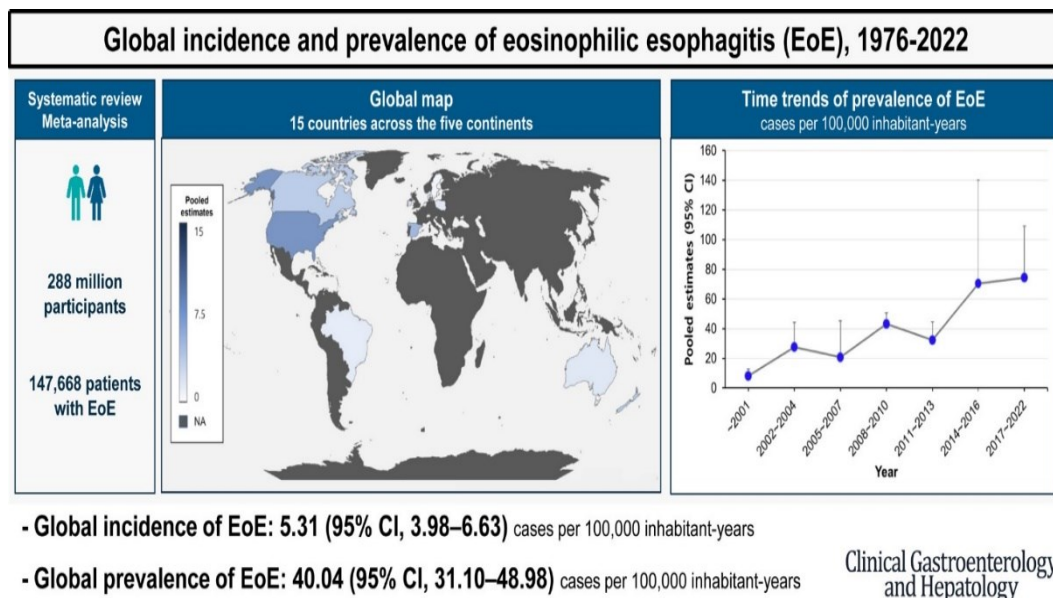 Global incidence and prevalence of eosinophilic esophagitis (EoE), 1976-2022
Systematic review
Meta-analysis
288 million
participants
147,668 patients
with EoE
Global map
15 countries across the five continents
Pooled
estimates
15
7.5
0
NA
Time trends of prevalence of EoE
cases per 100,000 inhabitant-years
Pooled estimates (95% CI)
160
140
120
100
80
60
40
20
0
~2001
2002~2004
2005~2007
2008~2010
2011~2013
2014~2016
2017~2022
Year
- Global incidence of EoE: 5.31 (95% CI, 3.98–6.63) cases per 100,000 inhabitant-years
- Global prevalence of EoE: 40.04 (95% CI, 31.10–48.98) cases per 100,000 inhabitant-years
Clinical Gastroenterology
and Hepatology